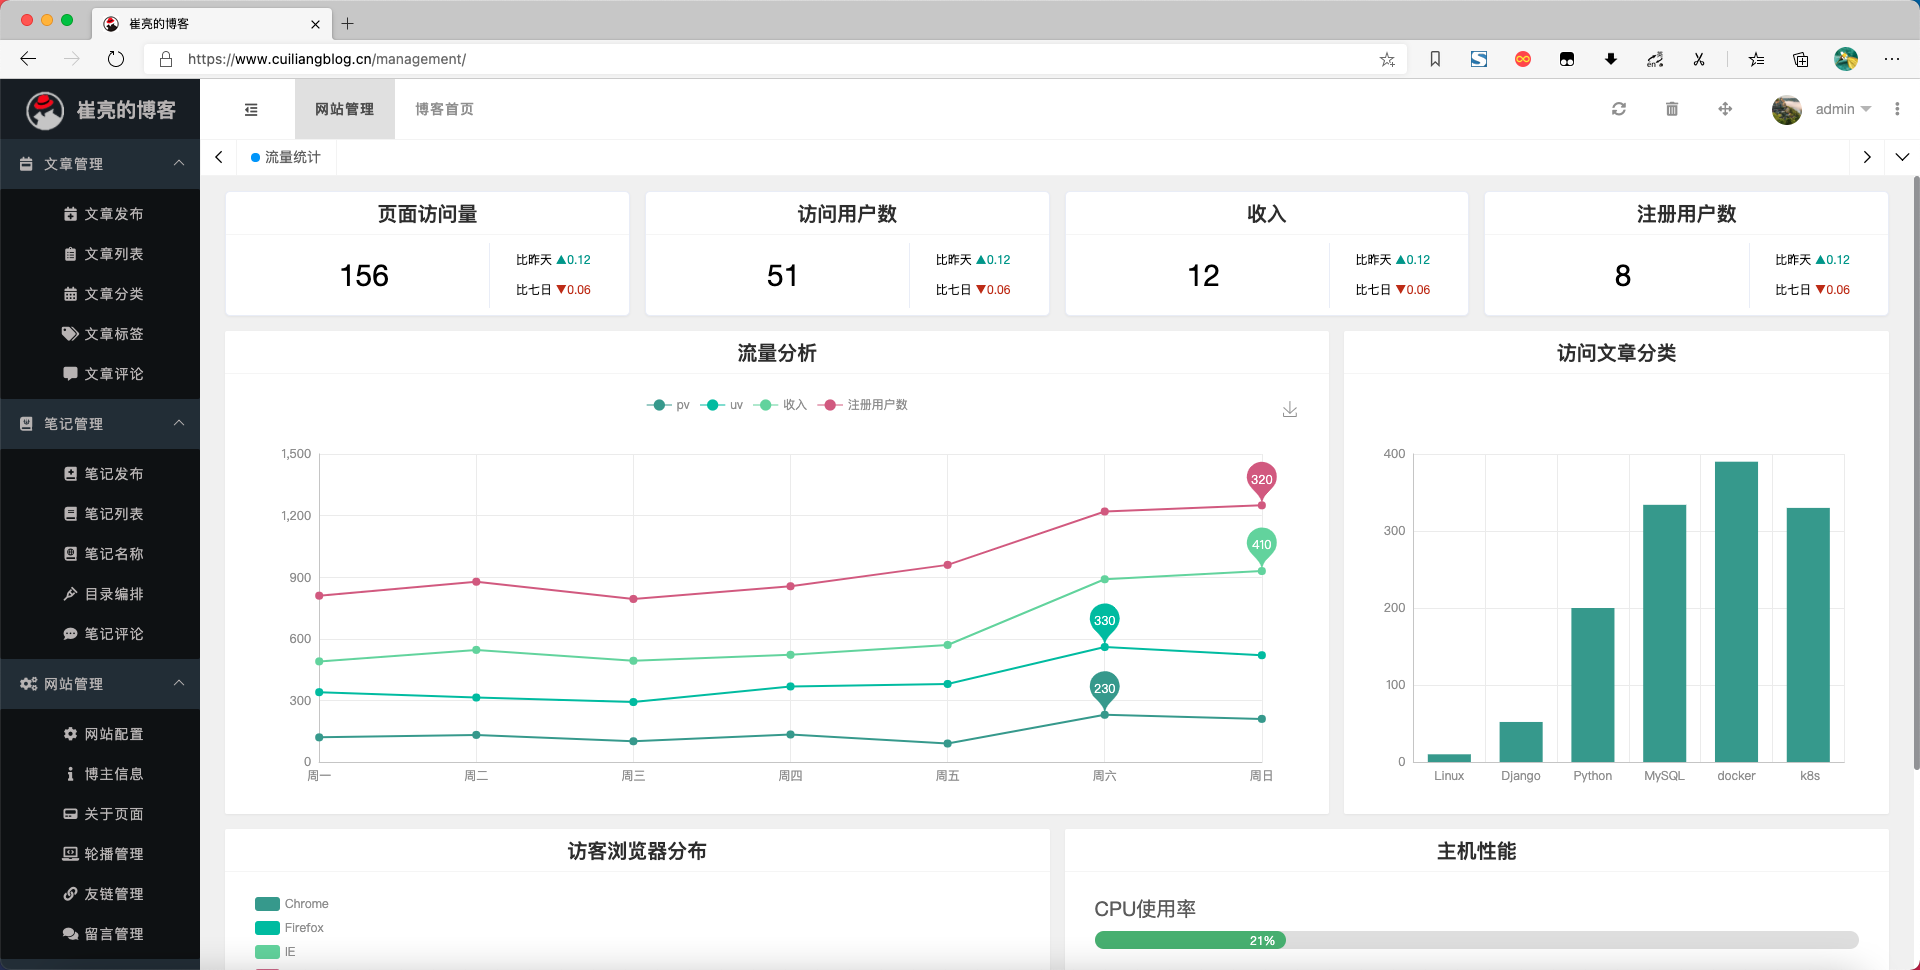 崔亮的博客
https://www.cuiliangblog.cn/management/
崔亮的博客
网站管理
博客首页
admin
文章管理
文章发布
文章列表
文章分类
文章标签
文章评论
笔记管理
笔记发布
笔记列表
笔记名称
目录编排
笔记评论
网站管理
网站配置
博主信息
关于页面
轮播管理
友链管理
留言管理
流量统计
页面访问量
156
比昨天 ▲0.12
比七日 ▼0.06
访问用户数
51
比昨天 ▲0.12
比七日 ▼0.06
收入
12
比昨天 ▲0.12
比七日 ▼0.06
注册用户数
8
比昨天 ▲0.12
比七日 ▼0.06
流量分析
pv uv 收入 注册用户数
1,500
1,200
900
600
300
0
320
410
330
230
周一 周二 周三 周四 周五 周六 周日
访问文章分类
400
300
200
100
0
Linux Django Python MySQL docker k8s
访客浏览器分布
Chrome
Firefox
IE
主机性能
CPU使用率
21%